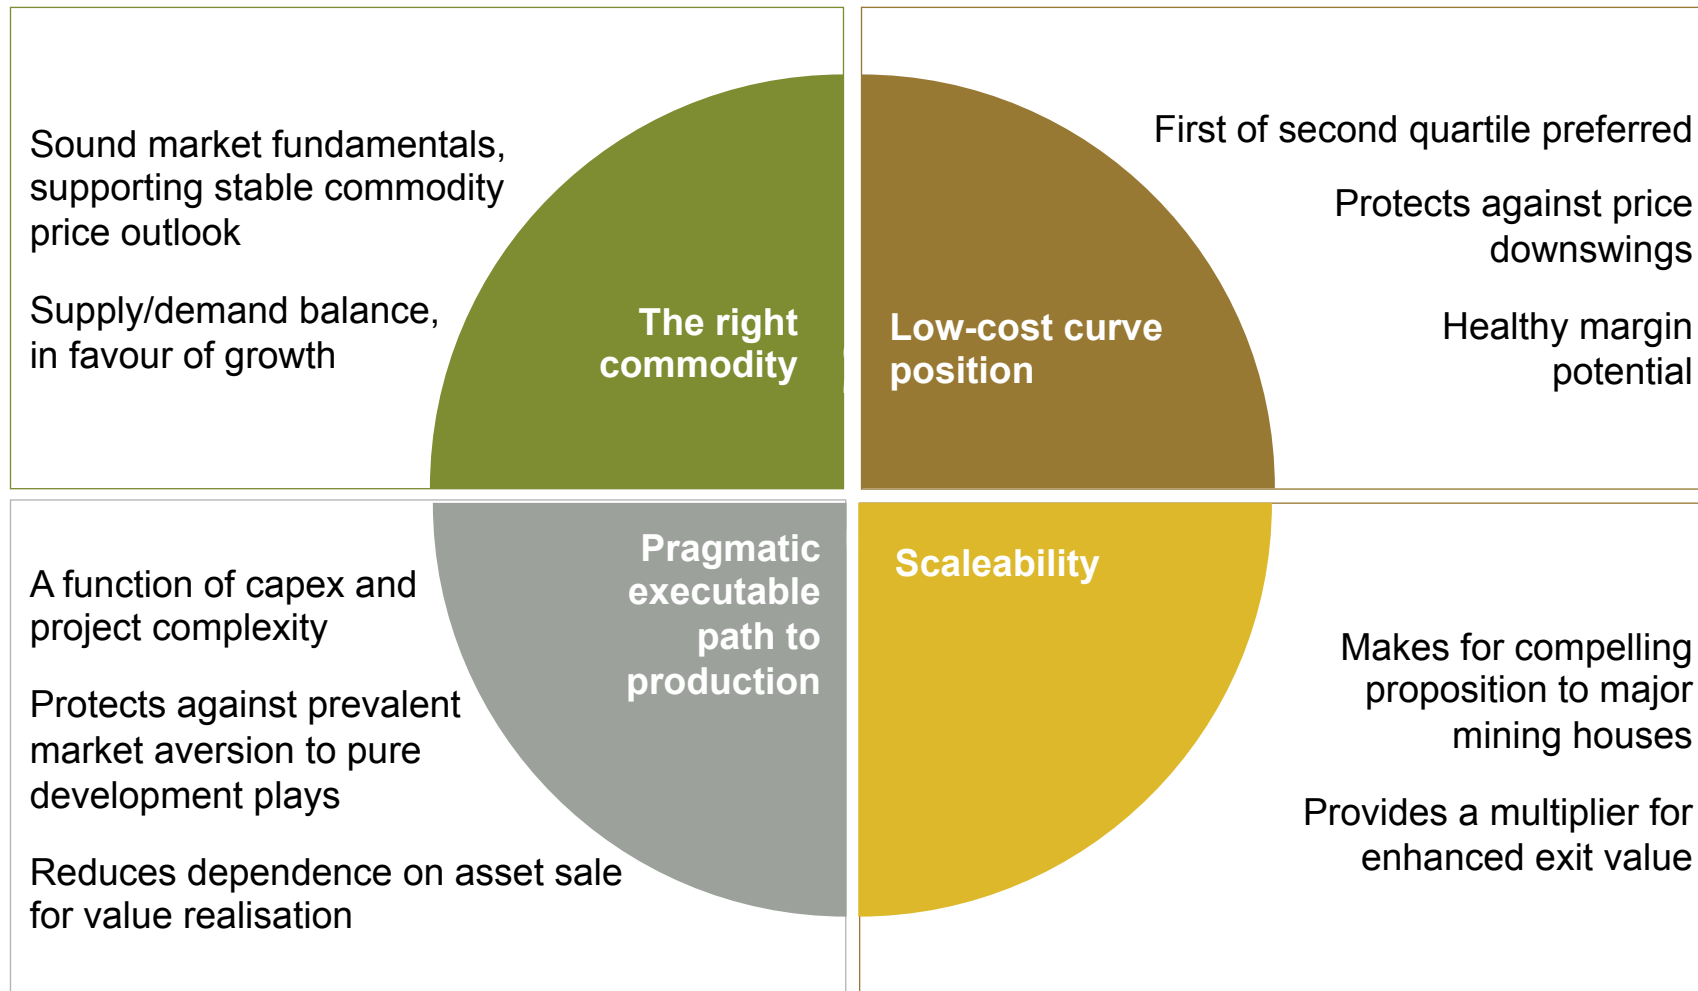 Sound market fundamentals,
supporting stable commodity
price outlook
Supply/demand balance,
in favour of growth
The right
commodity
Low-cost curve
position
First of second quartile preferred
Protects against price
downswings
Healthy margin
potential
A function of capex and
project complexity
Protects against prevalent
market aversion to pure
development plays
Reduces dependence on asset sale
for value realisation
Pragmatic
executable
path to
production
Scaleability
Makes for compelling
proposition to major
mining houses
Provides a multiplier for
enhanced exit value